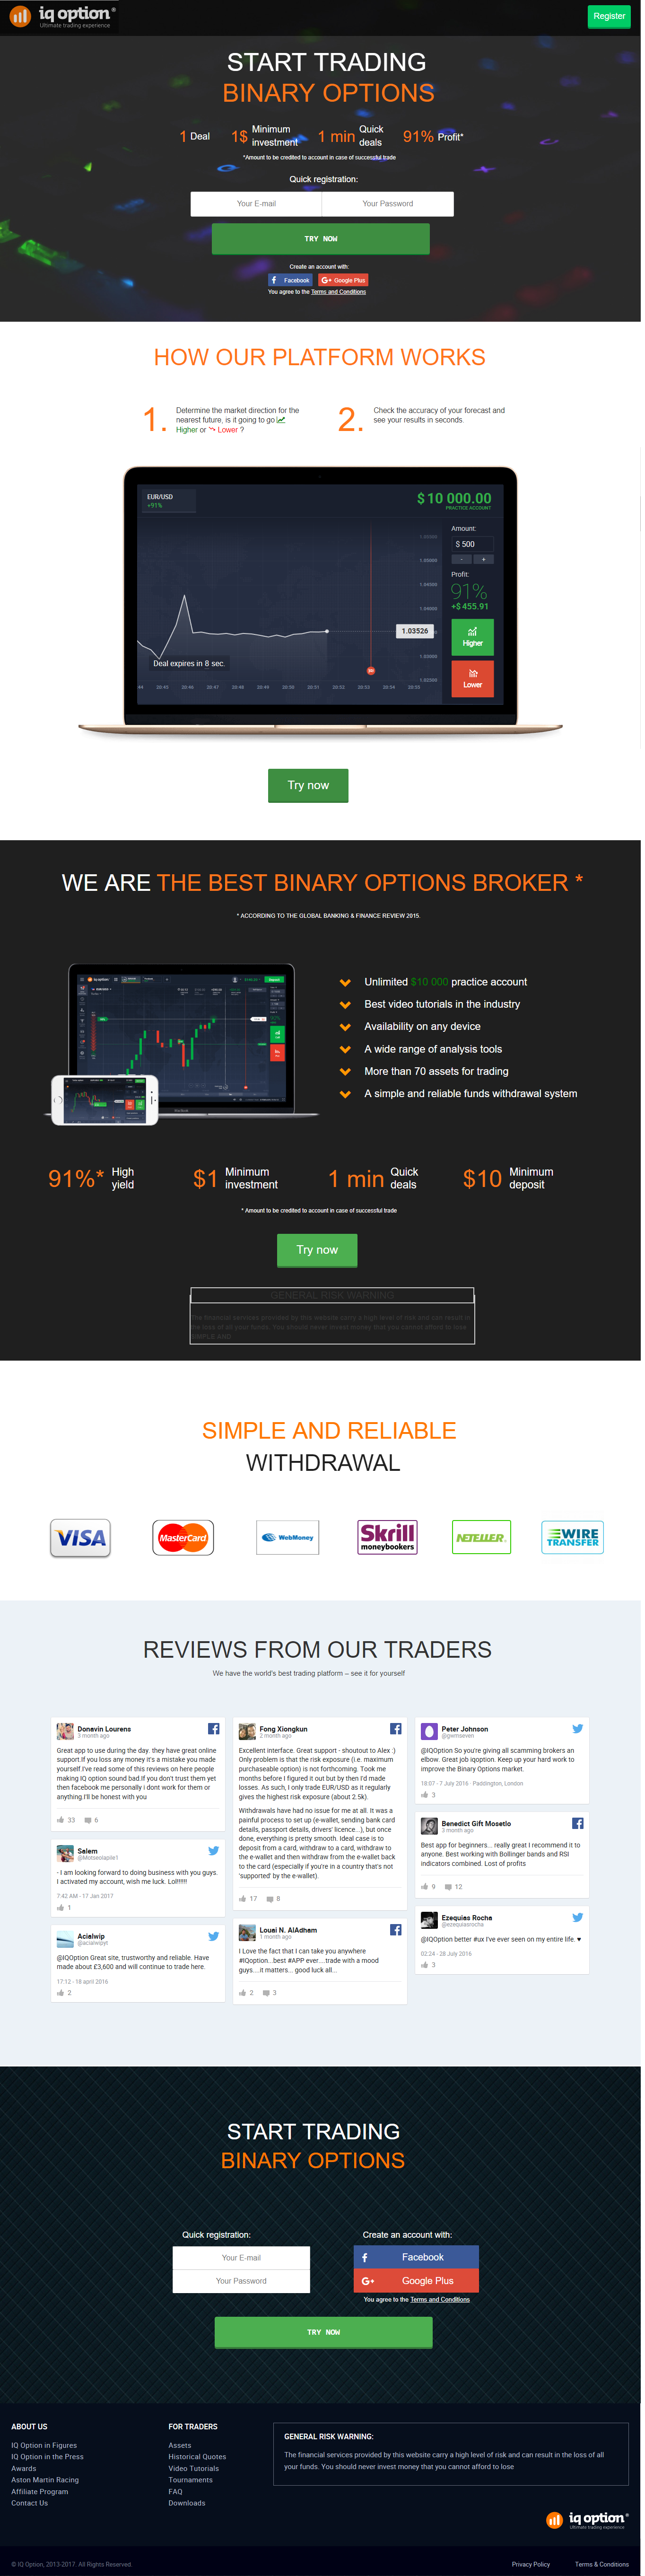 iq option®
Ultimate trading experience
Register
START TRADING
BINARY OPTIONS
1 Deal
1$ Minimum investment
1 min Quick deals
91% Profit*
*Amount to be credited to account in case of successful trade
Quick registration:
Your E-mail
Your Password
TRY NOW
Create an account with:
Facebook
Google Plus
You agree to the Terms and Conditions
HOW OUR PLATFORM WORKS
1.
Determine the market direction for the
nearest future, is it going to go
Higher or Lower ?
2.
Check the accuracy of your forecast and
see your results in seconds.
EUR/USD
+91%
$ 10 000.00
PRACTICE ACCOUNT
Amount:
$ 500
- +
Profit:
91%
+$ 455.91
1.03526
Higher
Lower
Deal expires in 8 sec.
1.05000
1.04500
1.04000
1.03000
1.02500
20:45 20:46 20:47 20:48 20:49 20:50 20:51 20:52 20:53 20:54 20:55
Try now
WE ARE THE BEST BINARY OPTIONS BROKER *
* ACCORDING TO THE GLOBAL BANKING & FINANCE REVIEW 2015.
Unlimited $10 000 practice account
Best video tutorials in the industry
Availability on any device
A wide range of analysis tools
More than 70 assets for trading
A simple and reliable funds withdrawal system
91%* High yield
$1 Minimum investment
1 min Quick deals
$10 Minimum deposit
* Amount to be credited to account in case of successful trade
Try now
GENERAL RISK WARNING
The financial services provided by this website carry a high level of risk and can result in
the loss of all your funds. You should never invest money that you cannot afford to lose
SIMPLE AND
SIMPLE AND RELIABLE
WITHDRAWAL
VISA
MasterCard
WebMoney
Skrill
moneybookers
NETELLER
WIRE
TRANSFER
REVIEWS FROM OUR TRADERS
We have the world's best trading platform – see it for yourself
Donavin Lourens
3 month ago
Great app to use during the day. they have great online
support.If you loss any money it's a mistake you made
yourself I've read some of this reviews on here people
making IQ option sound bad.If you don't trust them yet
then facebook me personally i dont work for them or
anything.I'll be honest with you
33 6
Salem
@Motseolapile1
- I am looking forward to doing business with you guys.
I activated my account, wish me luck. Lol!!!!!!!
7:42 AM - 17 Jan 2017
1
Acialwip
@acialwipyt
@IQOption Great site, trustworthy and reliable. Have
made about £3,600 and will continue to trade here.
17:12 - 18 april 2016
2
Fong Xiongkun
2 month ago
Excellent interface. Great support - shoutout to Alex :)
Only problem is that the risk exposure (i.e. maximum
purchaseable option) is not forthcoming. Took me
months before I figured it out but by then I'd made
losses. As such, I only trade EUR/USD as it regularly
gives the highest risk exposure (about 2.5k).
Withdrawals have had no issue for me at all. It was a
painful process to set up (e-wallet, sending bank card
details, passport details, drivers' licence...), but once
done, everything is pretty smooth. Ideal case is to
deposit from a card, withdraw to a card, withdraw to
the e-wallet and then withdraw from the e-wallet back
to the card (especially if you're in a country that's not
'supported' by the e-wallet).
17 8
Louai N. AlAdham
1 month ago
I Love the fact that I can take you anywhere
#IQoption...best #APP ever....trade with a mood
guys....it matters... good luck all...
2 3
Peter Johnson
@gwmseven
@IQOption So you're giving all scamming brokers an
elbow. Great job iqoption. Keep up your hard work to
improve the Binary Options market.
18:07 - 7 July 2016 · Paddington, London
3
Benedict Gift Mosetlo
3 month ago
Best app for beginners... really great I recommend it to
anyone. Best working with Bollinger bands and RSI
indicators combined. Lost of profits
9 12
Ezequias Rocha
@ezequiasrocha
@IQOption better #ux I've ever seen on my entire life. ♥
02:24 - 28 July 2016
3
START TRADING
BINARY OPTIONS
Quick registration:
Your E-mail
Your Password
Create an account with:
Facebook
Google Plus
You agree to the Terms and Conditions
TRY NOW
ABOUT US
IQ Option in Figures
IQ Option in the Press
Awards
Aston Martin Racing
Affiliate Program
Contact Us
FOR TRADERS
Assets
Historical Quotes
Video Tutorials
Tournaments
FAQ
Downloads
GENERAL RISK WARNING:
The financial services provided by this website carry a high level of risk and can result in the loss of all
your funds. You should never invest money that you cannot afford to lose
iq option®
Ultimate trading experience
© IQ Option, 2013-2017. All Rights Reserved.
Privacy Policy
Terms & Conditions